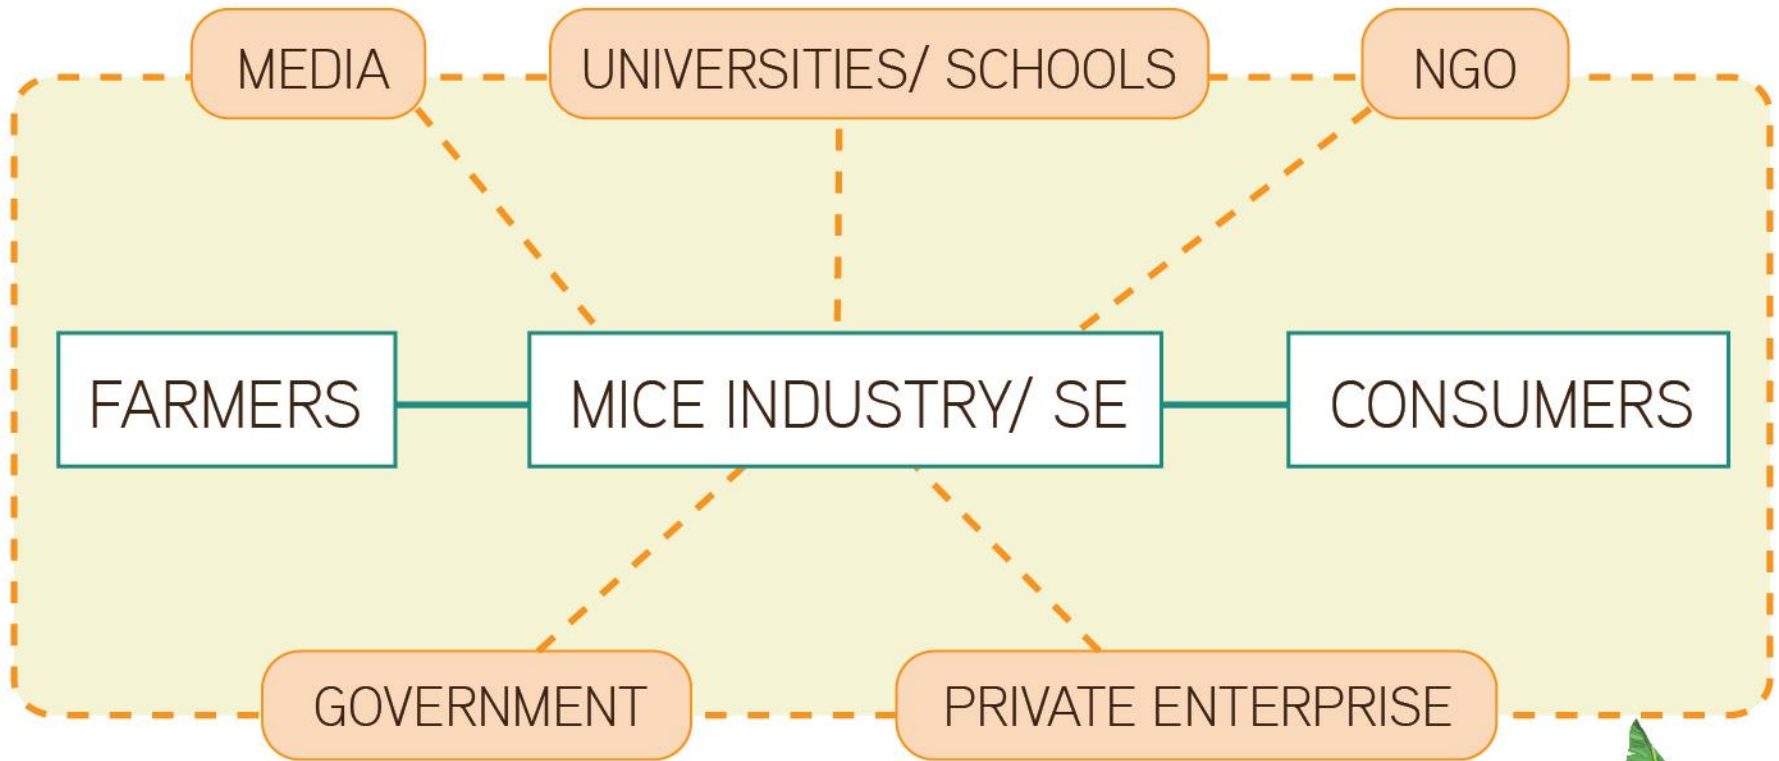 MEDIA
UNIVERSITIES/ SCHOOLS
NGO
FARMERS
MICE INDUSTRY/ SE
CONSUMERS
GOVERNMENT
PRIVATE ENTERPRISE